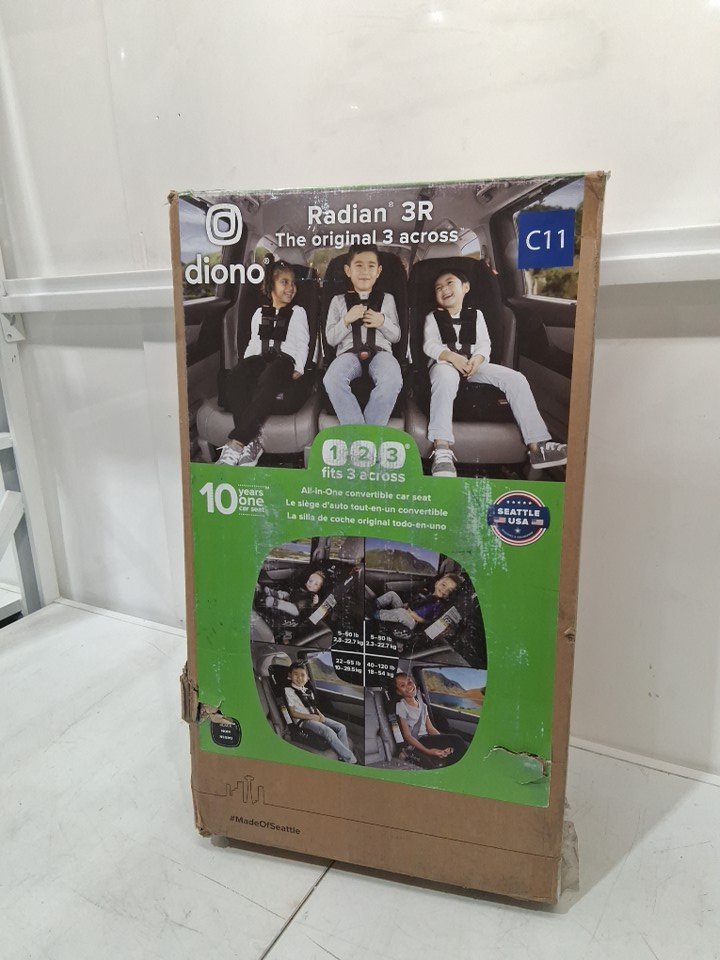 Radian® 3R
The original 3 across™
C11
diono®
1 2 3®
fits 3 across
10 years
one
car seat™
All-in-One convertible car seat
Le siège d'auto tout-en-un convertible
La silla de coche original todo-en-uno
SEATTLE
USA
5-50 lb
2.3-22.7 kg
5-50 lb
2.3-22.7 kg
22-65 lb
10-29.5 kg
40-120 lb
18-54 kg
#MadeOfSeattle